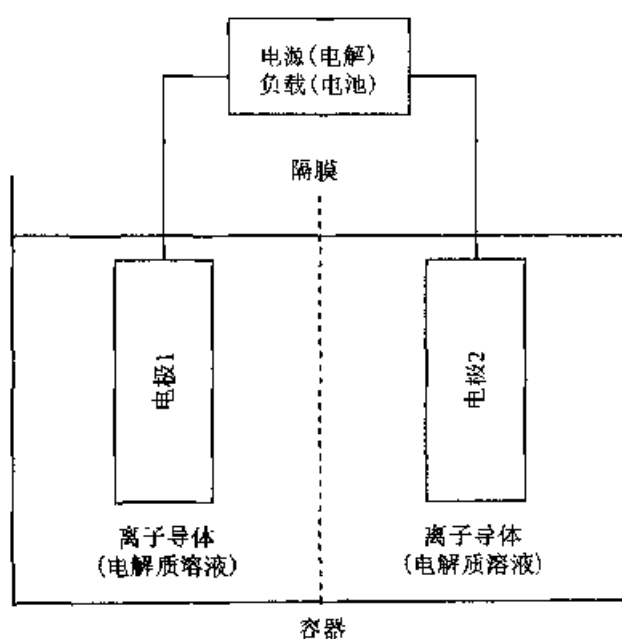 电源(电解)
负载(电池)
隔膜
电极1
电极2
离子导体
(电解质溶液)
离子导体
(电解质溶液)
容器